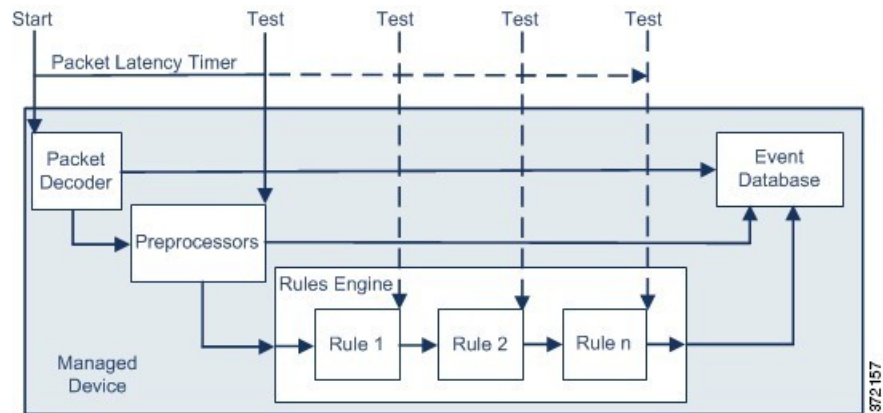 Start
Test
Test
Test
Test
Packet Latency Timer
Packet
Decoder
Event
Database
Preprocessors
Rules Engine
Rule 1
Rule 2
Rule n
Managed
Device
372157